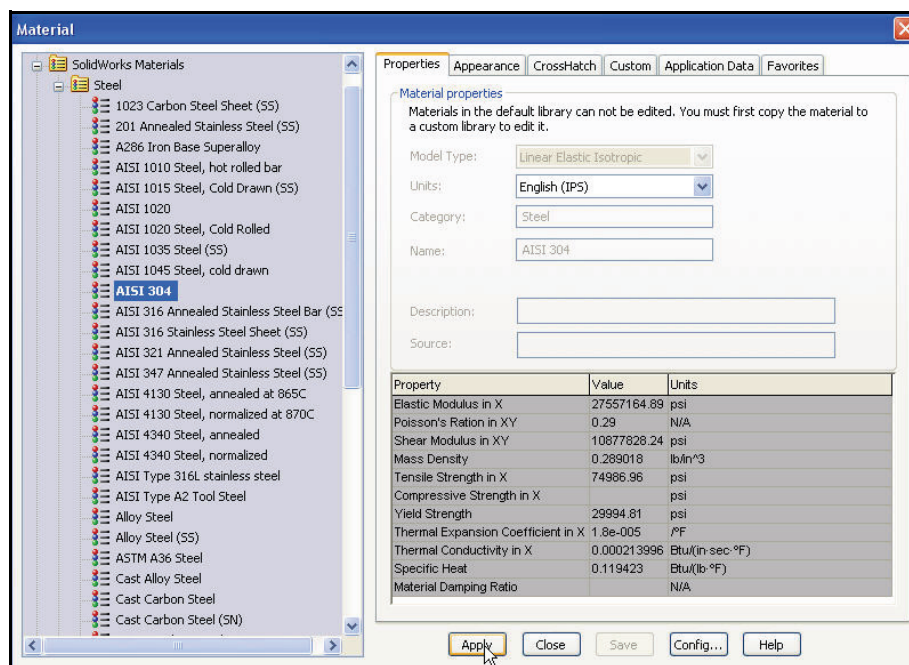 Material
SolidWorks Materials
Steel
1023 Carbon Steel Sheet (SS)
201 Annealed Stainless Steel (SS)
A286 Iron Base Superalloy
AISI 1010 Steel, hot rolled bar
AISI 1015 Steel, Cold Drawn (SS)
AISI 1020
AISI 1020 Steel, Cold Rolled
AISI 1035 Steel (SS)
AISI 1045 Steel, cold drawn
AISI 304
AISI 316 Annealed Stainless Steel Bar (SS
AISI 316 Stainless Steel Sheet (SS)
AISI 321 Annealed Stainless Steel (SS)
AISI 347 Annealed Stainless Steel (SS)
AISI 4130 Steel, annealed at 865C
AISI 4130 Steel, normalized at 870C
AISI 4340 Steel, annealed
AISI 4340 Steel, normalized
AISI Type 316L stainless steel
AISI Type A2 Tool Steel
Alloy Steel
Alloy Steel (SS)
ASTM A36 Steel
Cast Alloy Steel
Cast Carbon Steel
Cast Carbon Steel (SN)
Properties Appearance CrossHatch Custom Application Data Favorites
Material properties
Materials in the default library can not be edited. You must first copy the material to
a custom library to edit it.
Model Type: Linear Elastic Isotropic
Units: English (IPS)
Category: Steel
Name: AISI 304
Description:
Source:
Property Value Units
Elastic Modulus in X 27557164.89 psi
Poisson's Ration in XY 0.29 N/A
Shear Modulus in XY 10877828.24 psi
Mass Density 0.289018 lb/in^3
Tensile Strength in X 74986.96 psi
Compressive Strength in X psi
Yield Strength 29994.81 psi
Thermal Expansion Coefficient in X 1.8e-005 /°F
Thermal Conductivity in X 0.000213996 Btu/(in·sec·°F)
Specific Heat 0.119423 Btu/(lb·°F)
Material Damping Ratio N/A
Apply Close Save Config... Help